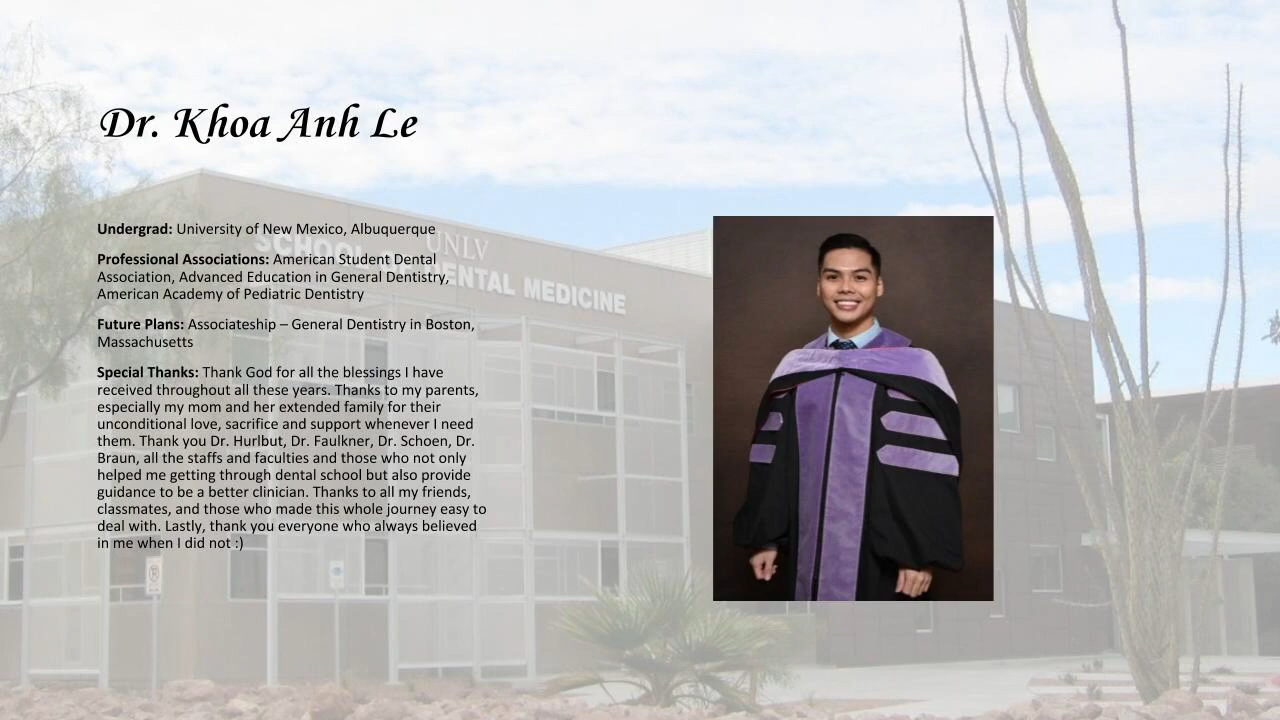 Dr. Khoa Anh Le
Undergrad: University of New Mexico, Albuquerque
Professional Associations: American Student Dental
Association, Advanced Education in General Dentistry,
American Academy of Pediatric Dentistry
Future Plans: Associateship – General Dentistry in Boston,
Massachusetts
Special Thanks: Thank God for all the blessings I have
received throughout all these years. Thanks to my parents,
especially my mom and her extended family for their
unconditional love, sacrifice and support whenever I need
them. Thank you Dr. Hurlbut, Dr. Faulkner, Dr. Schoen, Dr.
Braun, all the staffs and faculties and those who not only
helped me getting through dental school but also provide
guidance to be a better clinician. Thanks to all my friends,
classmates, and those who made this whole journey easy to
deal with. Lastly, thank you everyone who always believed
in me when I did not :)
UNLV
SCHOOL OF DENTAL MEDICINE